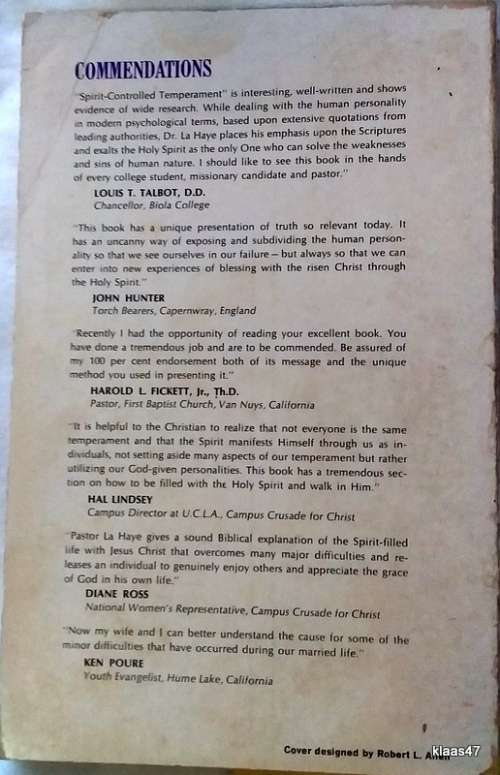 COMMENDATIONS
"Spirit-Controlled Temperament" is interesting, well-written and shows
evidence of wide research. While dealing with the human personality
in modern psychological terms, based upon extensive quotations from
leading authorities, Dr. La Haye places his emphasis upon the Scriptures
and exalts the Holy Spirit as the only One who can solve the weaknesses
and sins of human nature. I should like to see this book in the hands
of every college student, missionary candidate and pastor."
LOUIS T. TALBOT, D.D.
Chancellor, Biola College
"This book has a unique presentation of truth so relevant today. It
has an uncanny way of exposing and subdividing the human person-
ality so that we see ourselves in our failure – but always so that we can
enter into new experiences of blessing with the risen Christ through
the Holy Spirit."
JOHN HUNTER
Torch Bearers, Capernwray, England
"Recently I had the opportunity of reading your excellent book. You
have done a tremendous job and are to be commended. Be assured of
my 100 per cent endorsement both of its message and the unique
method you used in presenting it."
HAROLD L. FICKETT, Jr., Th.D.
Pastor, First Baptist Church, Van Nuys, California
"It is helpful to the Christian to realize that not everyone is the same
temperament and that the Spirit manifests Himself through us as in-
dividuals, not setting aside many aspects of our temperament but rather
utilizing our God-given personalities. This book has a tremendous sec-
tion on how to be filled with the Holy Spirit and walk in Him."
HAL LINDSEY
Campus Director at U.C.L.A., Campus Crusade for Christ
"Pastor La Haye gives a sound Biblical explanation of the Spirit-filled
life with Jesus Christ that overcomes many major difficulties and re-
leases an individual to genuinely enjoy others and appreciate the grace
of God in his own life."
DIANE ROSS
National Women's Representative, Campus Crusade for Christ
"Now my wife and I can better understand the cause for some of the
minor difficulties that have occurred during our married life."
KEN POURE
Youth Evangelist, Hume Lake, California
Cover designed by Robert L. Allen
klaas47